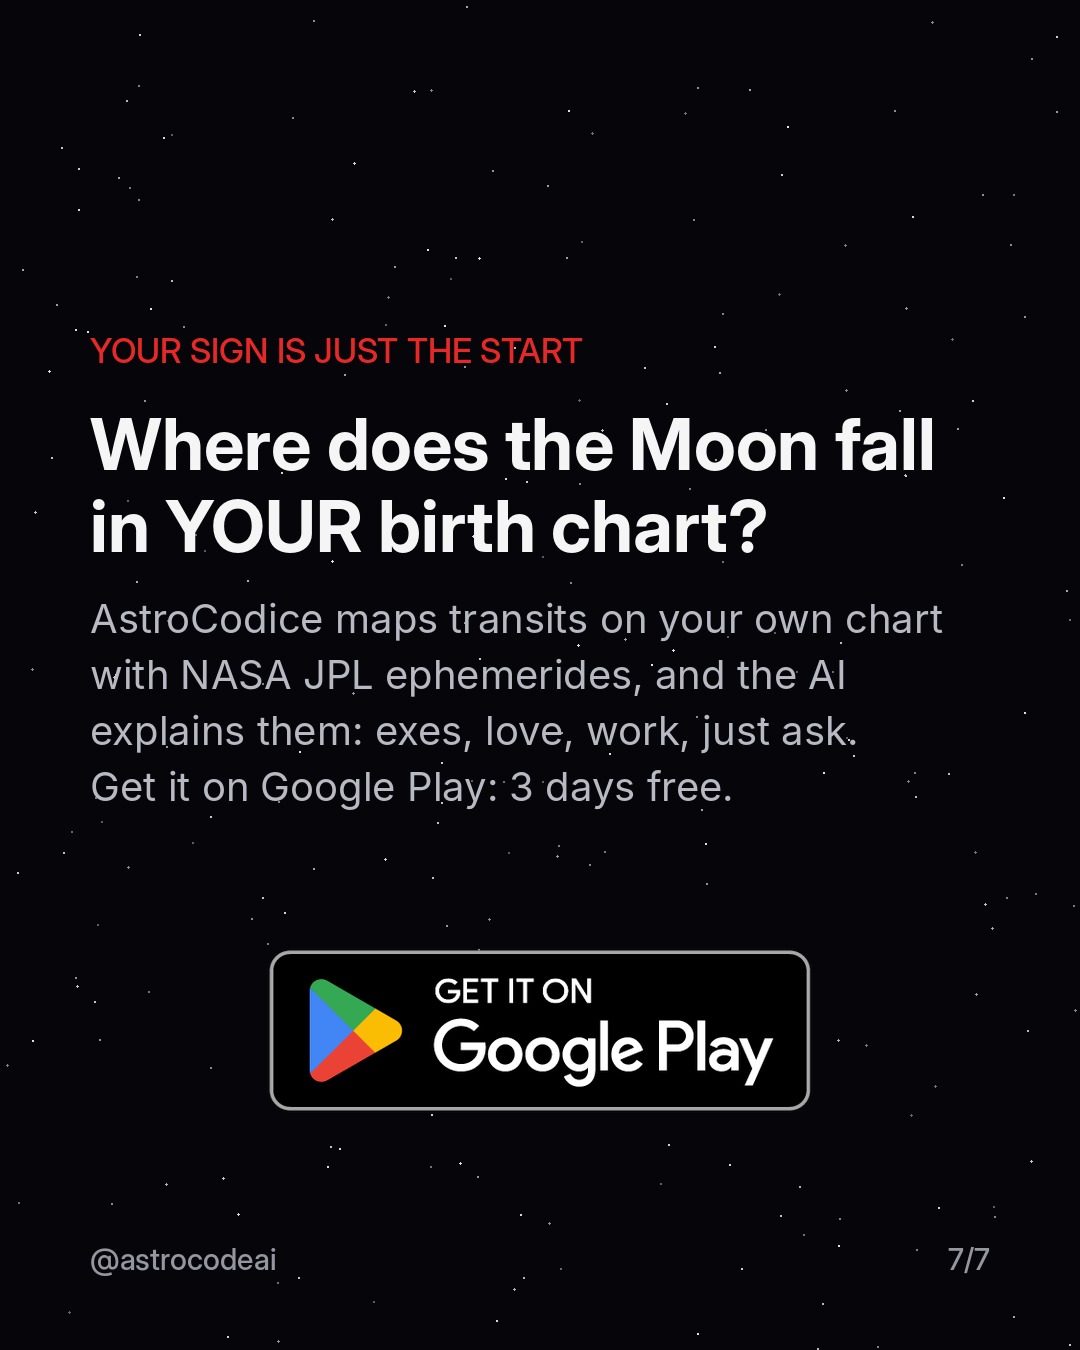 YOUR SIGN IS JUST THE START
Where does the Moon fall
in YOUR birth chart?
AstroCodice maps transits on your own chart
with NASA JPL ephemerides, and the AI
explains them: exes, love, work, just ask.
Get it on Google Play: 3 days free.
GET IT ON
Google Play
@astrocodeai
7/7